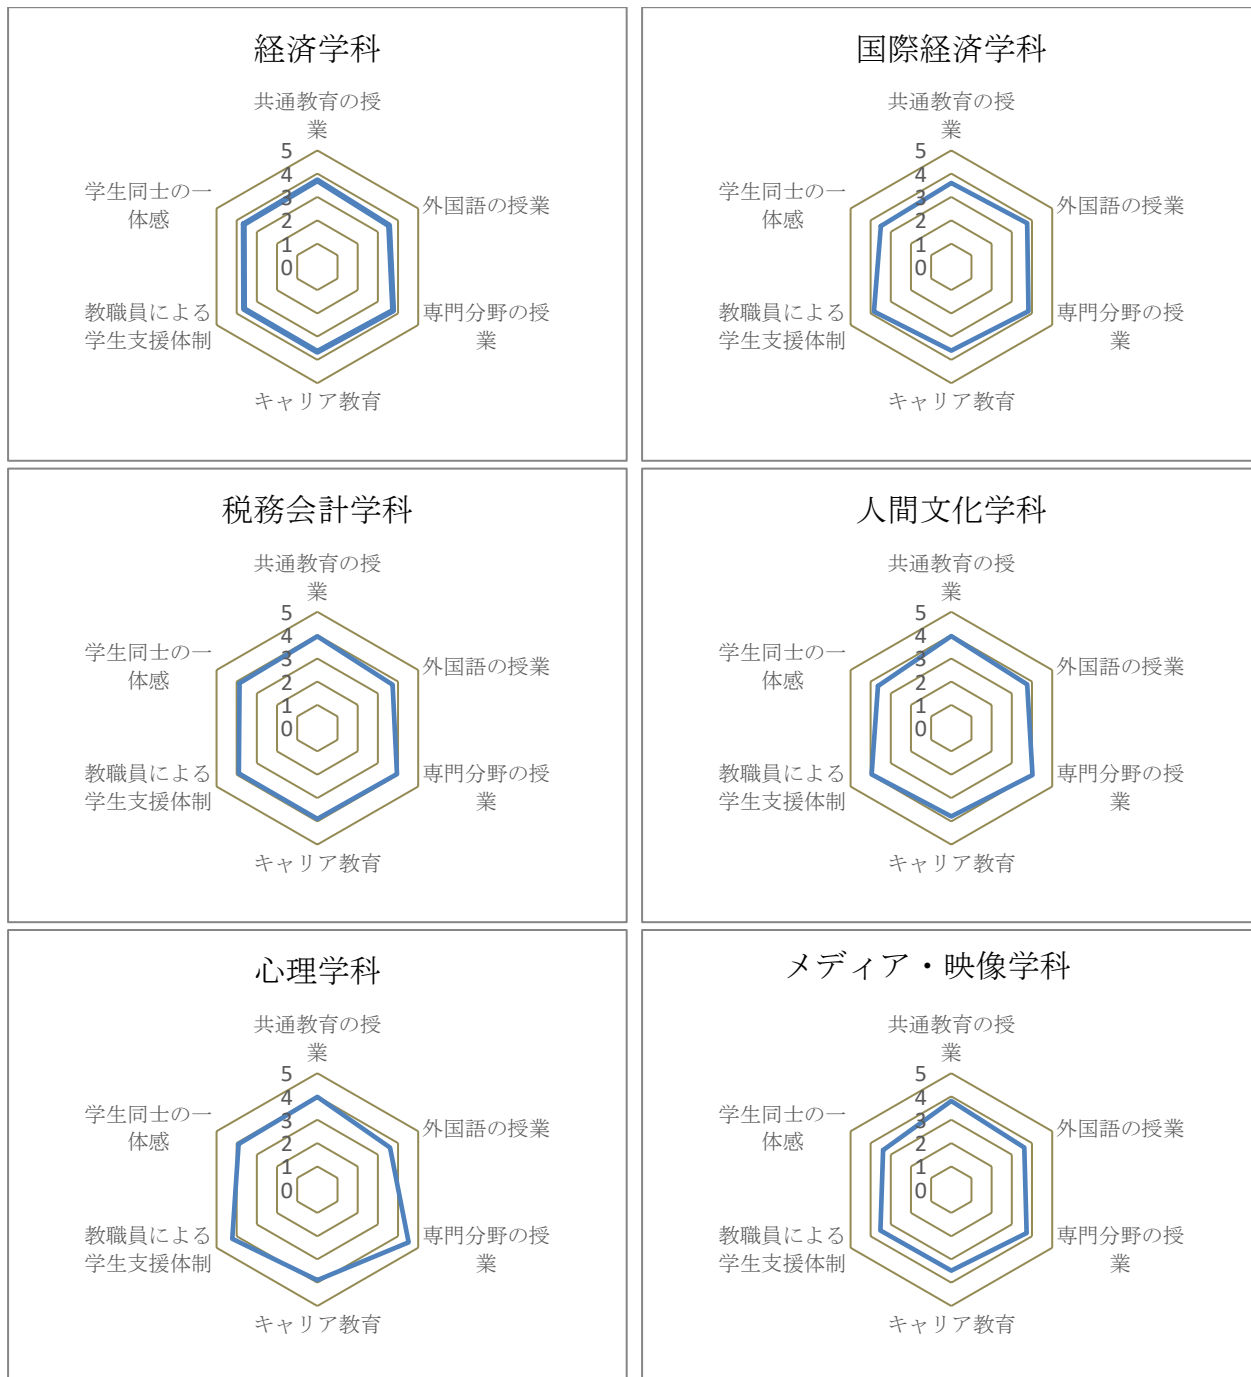 経済学科
共通教育の授
業
5
4
3
2
1
0
外国語の授業
専門分野の授
業
キャリア教育
教職員による
学生支援体制
学生同士の一
体感
国際経済学科
共通教育の授
業
5
4
3
2
1
0
外国語の授業
専門分野の授
業
キャリア教育
教職員による
学生支援体制
学生同士の一
体感
税務会計学科
共通教育の授
業
5
4
3
2
1
0
外国語の授業
専門分野の授
業
キャリア教育
教職員による
学生支援体制
学生同士の一
体感
人間文化学科
共通教育の授
業
5
4
3
2
1
0
外国語の授業
専門分野の授
業
キャリア教育
教職員による
学生支援体制
学生同士の一
体感
心理学科
共通教育の授
業
5
4
3
2
1
0
外国語の授業
専門分野の授
業
キャリア教育
教職員による
学生支援体制
学生同士の一
体感
メディア・映像学科
共通教育の授
業
5
4
3
2
1
0
外国語の授業
専門分野の授
業
キャリア教育
教職員による
学生支援体制
学生同士の一
体感